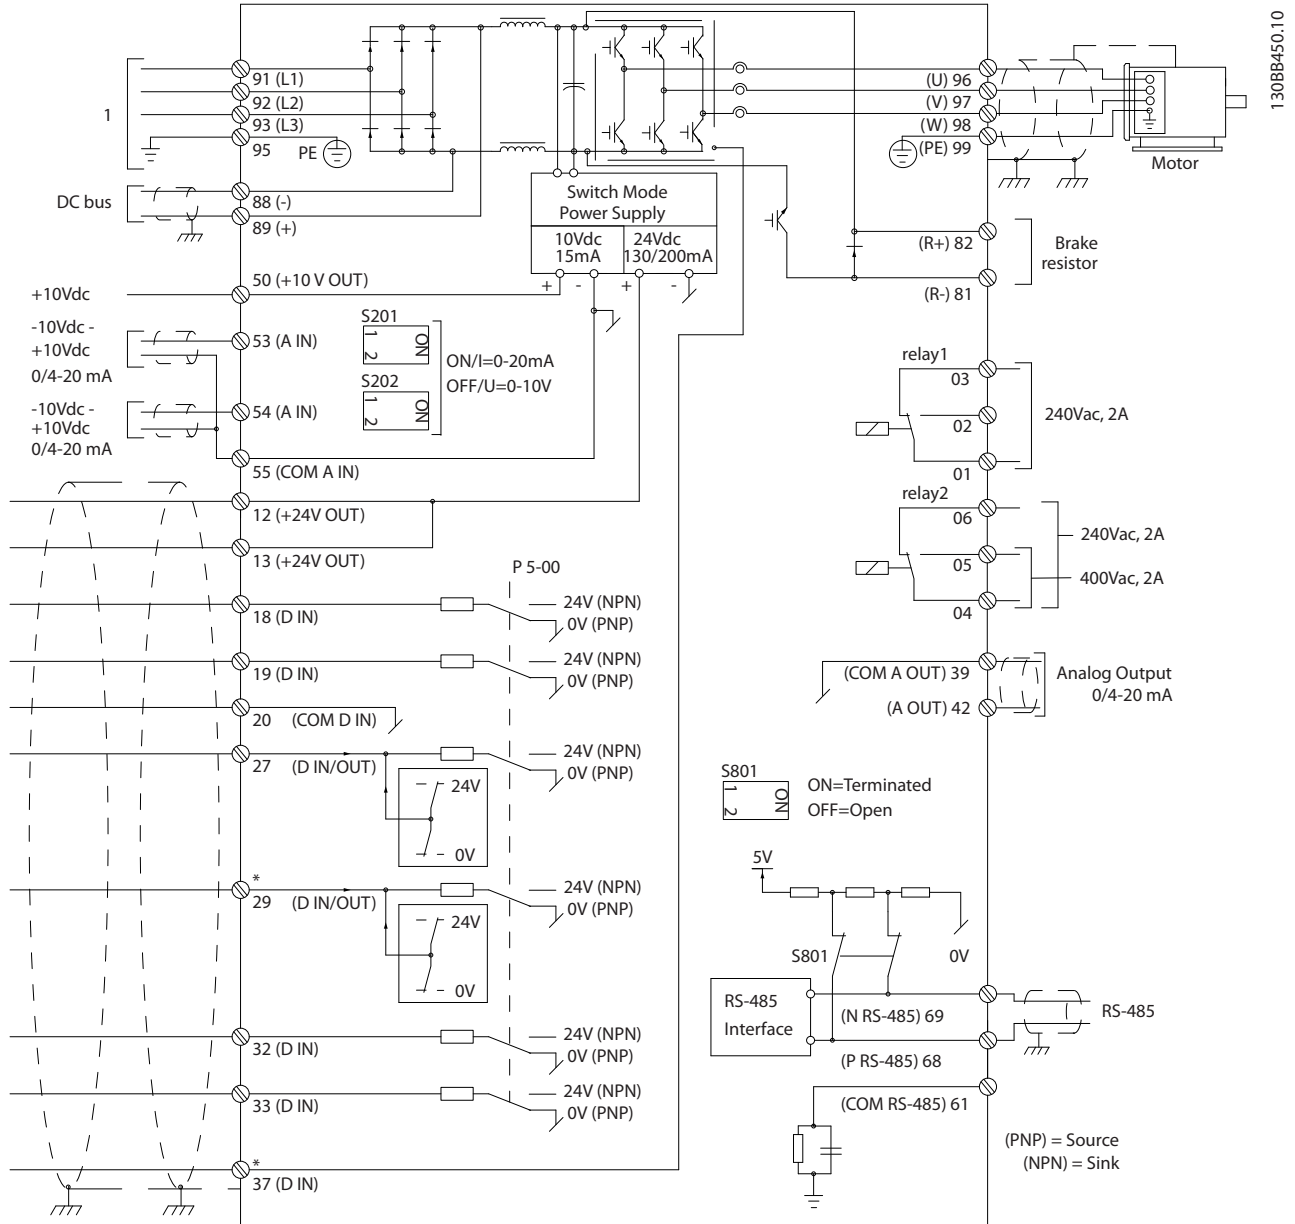 130BB450.10
1
91 (L1)
92 (L2)
93 (L3)
95
PE
(U) 96
(V) 97
(W) 98
(PE) 99
Motor
DC bus
88 (-)
89 (+)
Switch Mode
Power Supply
10Vdc
15mA
24Vdc
130/200mA
+ - + -
(R+) 82
(R-) 81
Brake
resistor
+10Vdc
50 (+10 V OUT)
-10Vdc -
+10Vdc
0/4-20 mA
53 (A IN)
S201
1
2
ON
S202
1
2
ON
ON/I=0-20mA
OFF/U=0-10V
-10Vdc -
+10Vdc
0/4-20 mA
54 (A IN)
55 (COM A IN)
relay1
03
02
01
240Vac, 2A
relay2
06
05
04
240Vac, 2A
400Vac, 2A
12 (+24V OUT)
13 (+24V OUT)
P 5-00
18 (D IN)
24V (NPN)
0V (PNP)
19 (D IN)
24V (NPN)
0V (PNP)
20 (COM D IN)
27 (D IN/OUT)
24V (NPN)
0V (PNP)
24V
0V
*
29 (D IN/OUT)
24V (NPN)
0V (PNP)
24V
0V
32 (D IN)
24V (NPN)
0V (PNP)
33 (D IN)
24V (NPN)
0V (PNP)
*
37 (D IN)
(COM A OUT) 39
(A OUT) 42
Analog Output
0/4-20 mA
S801
1
2
ON
ON=Terminated
OFF=Open
5V
S801
0V
RS-485
Interface
(N RS-485) 69
(P RS-485) 68
RS-485
(COM RS-485) 61
(PNP) = Source
(NPN) = Sink